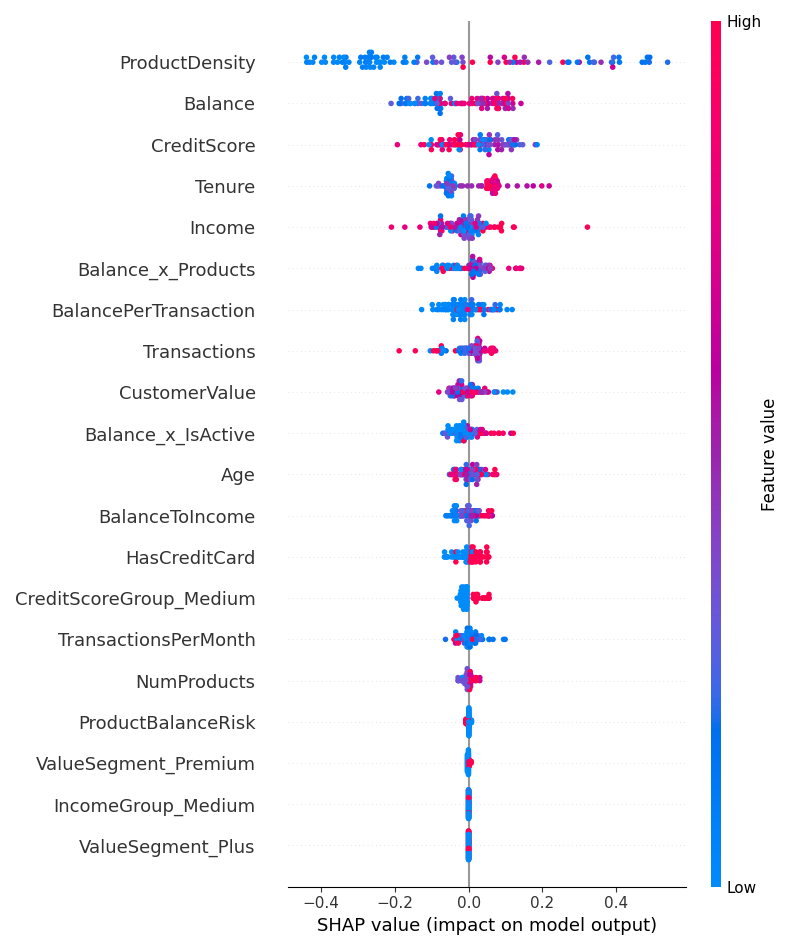 High
ProductDensity
Balance
CreditScore
Tenure
Income
Balance_x_Products
BalancePerTransaction
Transactions
CustomerValue
Balance_x_IsActive
Age
BalanceToIncome
HasCreditCard
CreditScoreGroup_Medium
TransactionsPerMonth
NumProducts
ProductBalanceRisk
ValueSegment_Premium
IncomeGroup_Medium
ValueSegment_Plus
Feature value
Low
−0.4 −0.2 0.0 0.2 0.4
SHAP value (impact on model output)